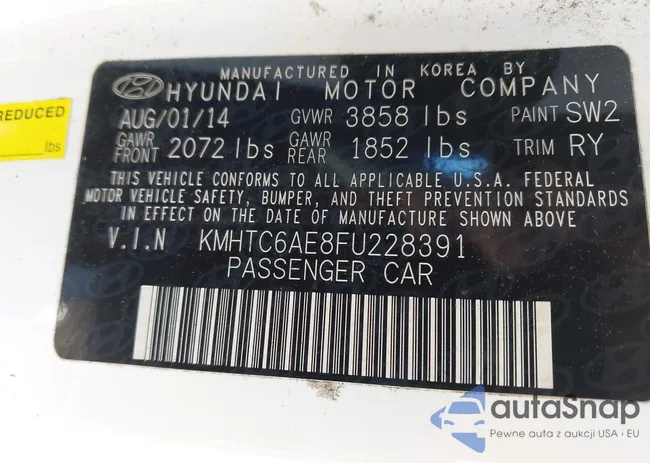 REDUCED
lbs
MANUFACTURED IN KOREA BY
HYUNDAI MOTOR COMPANY
AUG/01/14 GVWR 3858 lbs PAINT SW2
GAWR FRONT 2072 lbs GAWR REAR 1852 lbs TRIM RY
THIS VEHICLE CONFORMS TO ALL APPLICABLE U.S.A. FEDERAL
MOTOR VEHICLE SAFETY, BUMPER, AND THEFT PREVENTION STANDARDS
IN EFFECT ON THE DATE OF MANUFACTURE SHOWN ABOVE
V.I.N KMHTC6AE8FU228391
PASSENGER CAR
autoSnap
Pewne auta z aukcji USA i EU